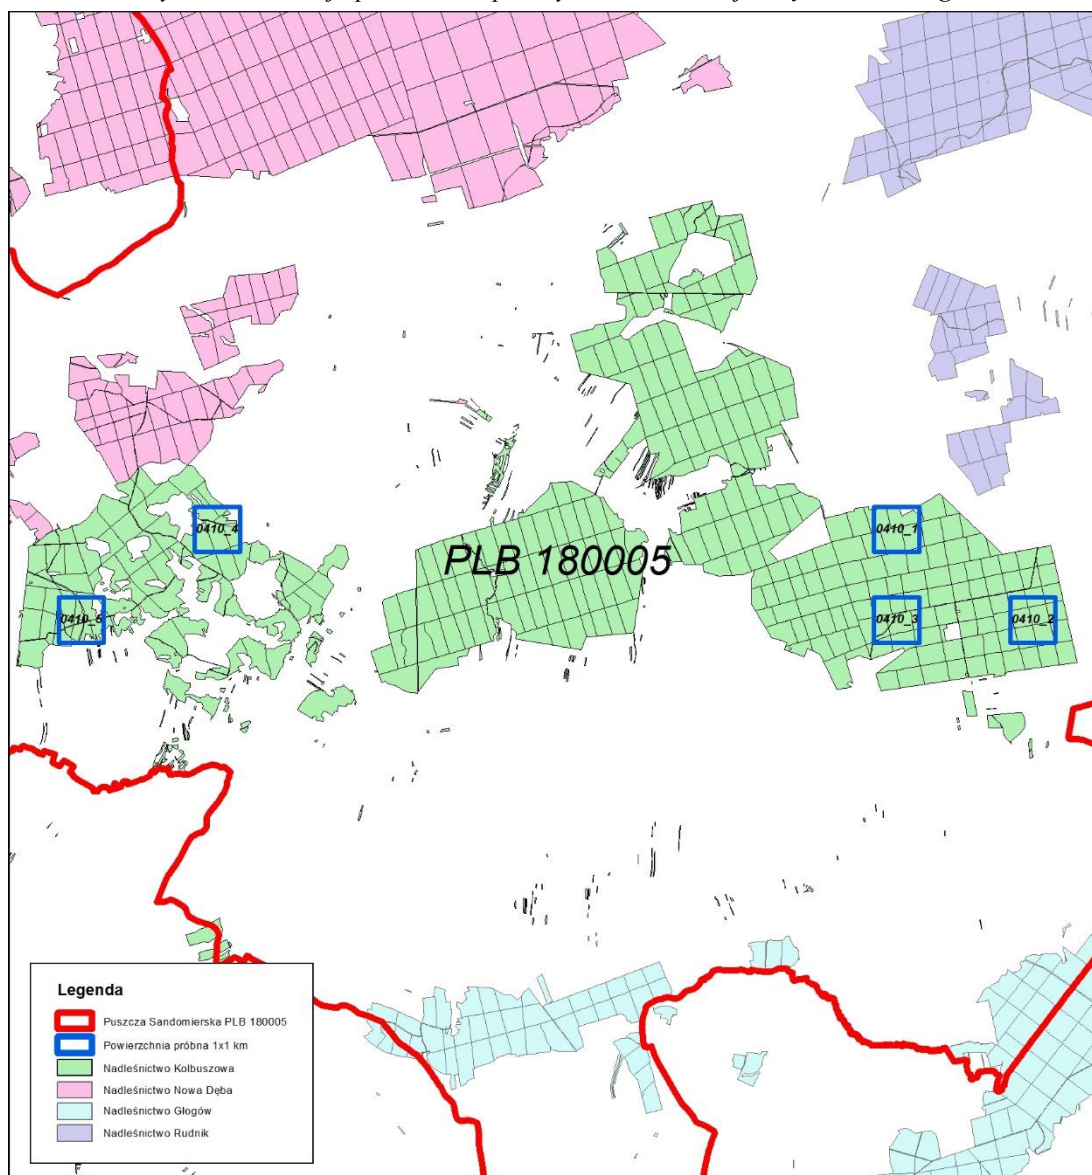 0410_4
0410_1
PLB 180005
0410_5
0410_3
0410_2
Legenda
Puszcza Sandomierska PLB 180005
Powierzchnia próbna 1x1 km
Nadleśnictwo Kolbuszowa
Nadleśnictwo Nowa Dęba
Nadleśnictwo Głogów
Nadleśnictwo Rudnik